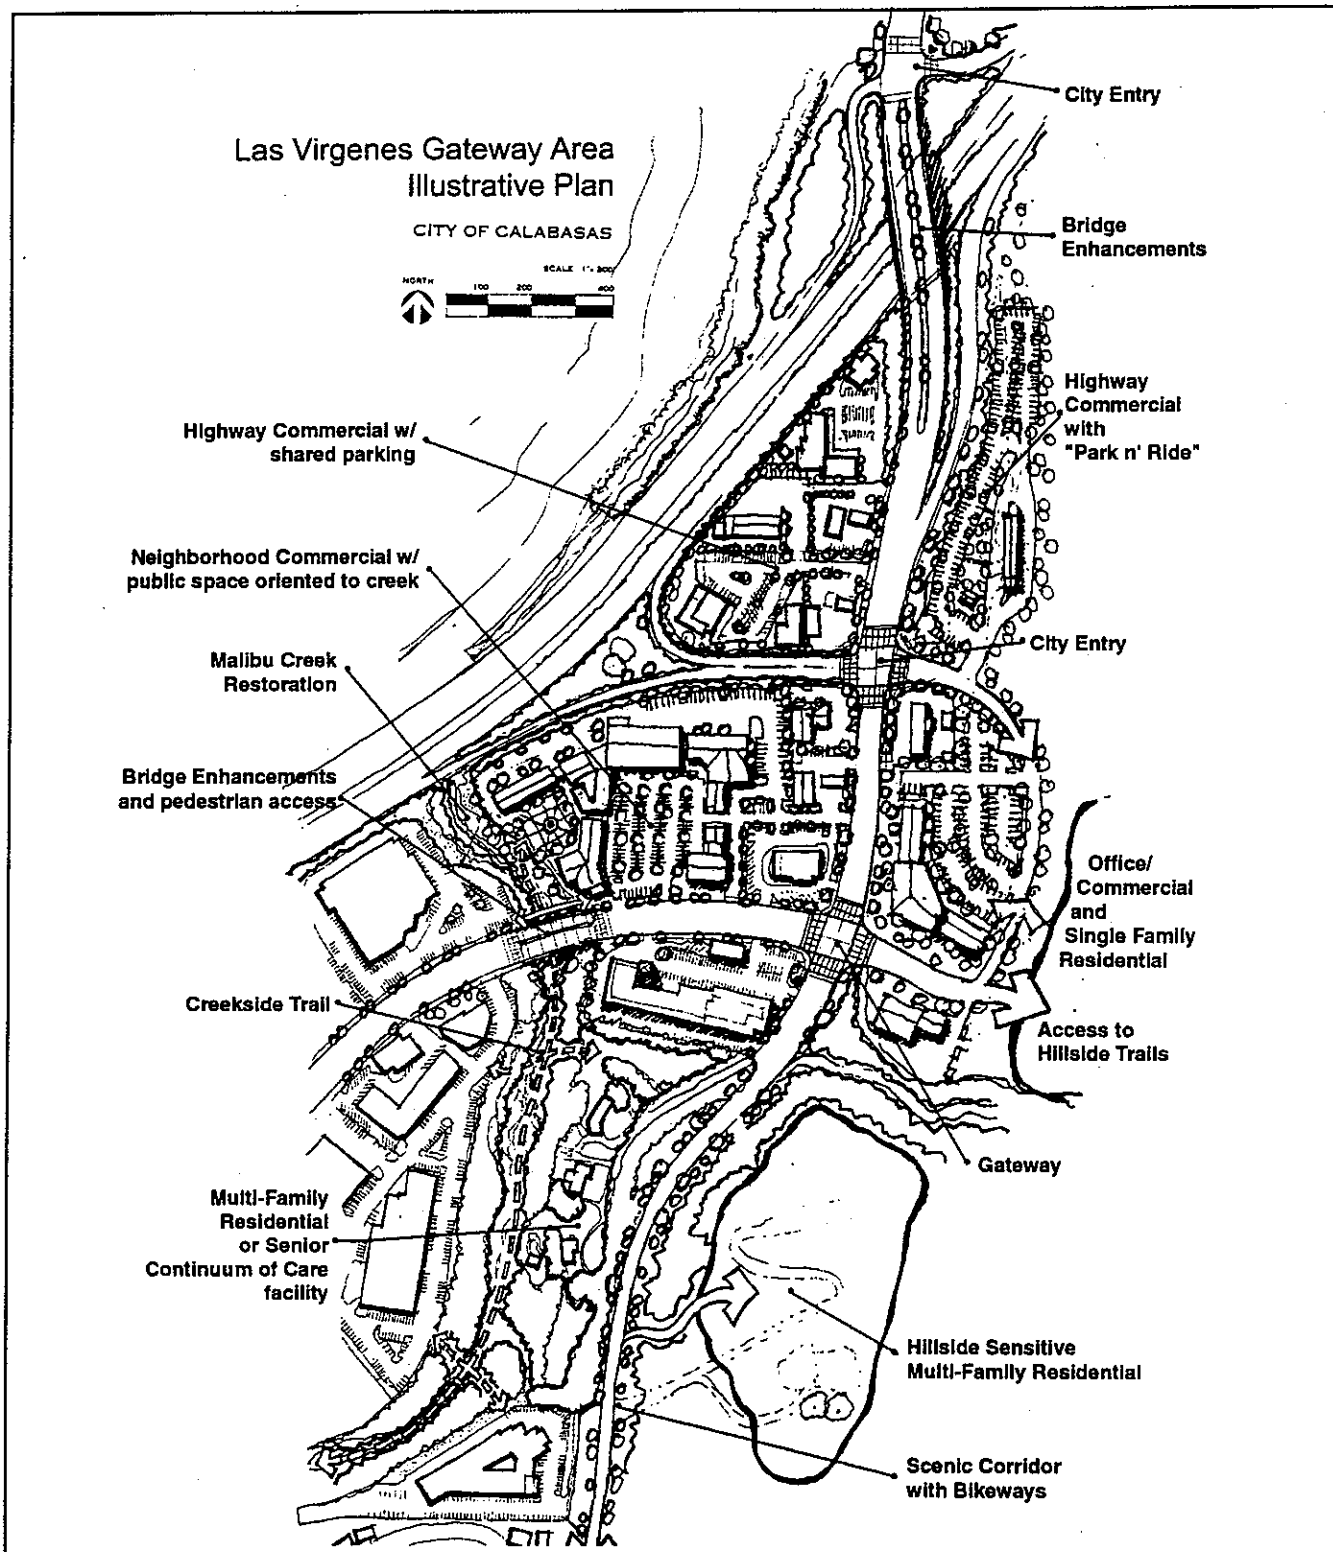 City Entry
Las Virgenes Gateway Area
Illustrative Plan
CITY OF CALABASAS
SCALE 1"= 300
NORTH
100 200 400
Bridge
Enhancements
Highway
Commercial
with
"Park n' Ride"
Highway Commercial w/
shared parking
Neighborhood Commercial w/
public space oriented to creek
City Entry
Malibu Creek
Restoration
Bridge Enhancements
and pedestrian access
Office/
Commercial
and
Single Family
Residential
Creekside Trail
Access to
Hillside Trails
Gateway
Multi-Family
Residential
or Senior
Continuum of Care
facility
Hillside Sensitive
Multi-Family Residential
Scenic Corridor
with Bikeways